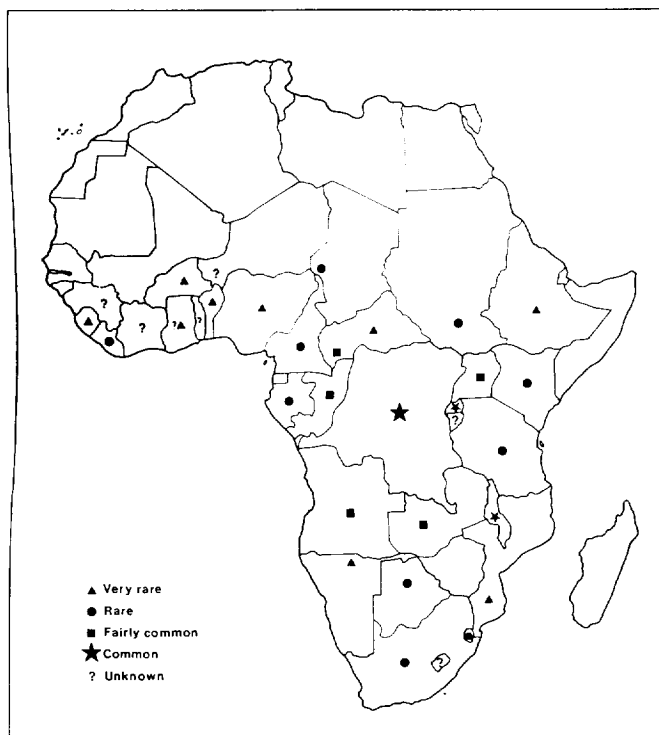 ▲ Very rare
● Rare
■ Fairly common
★ Common
? Unknown
?
?
?
?
?
?
?